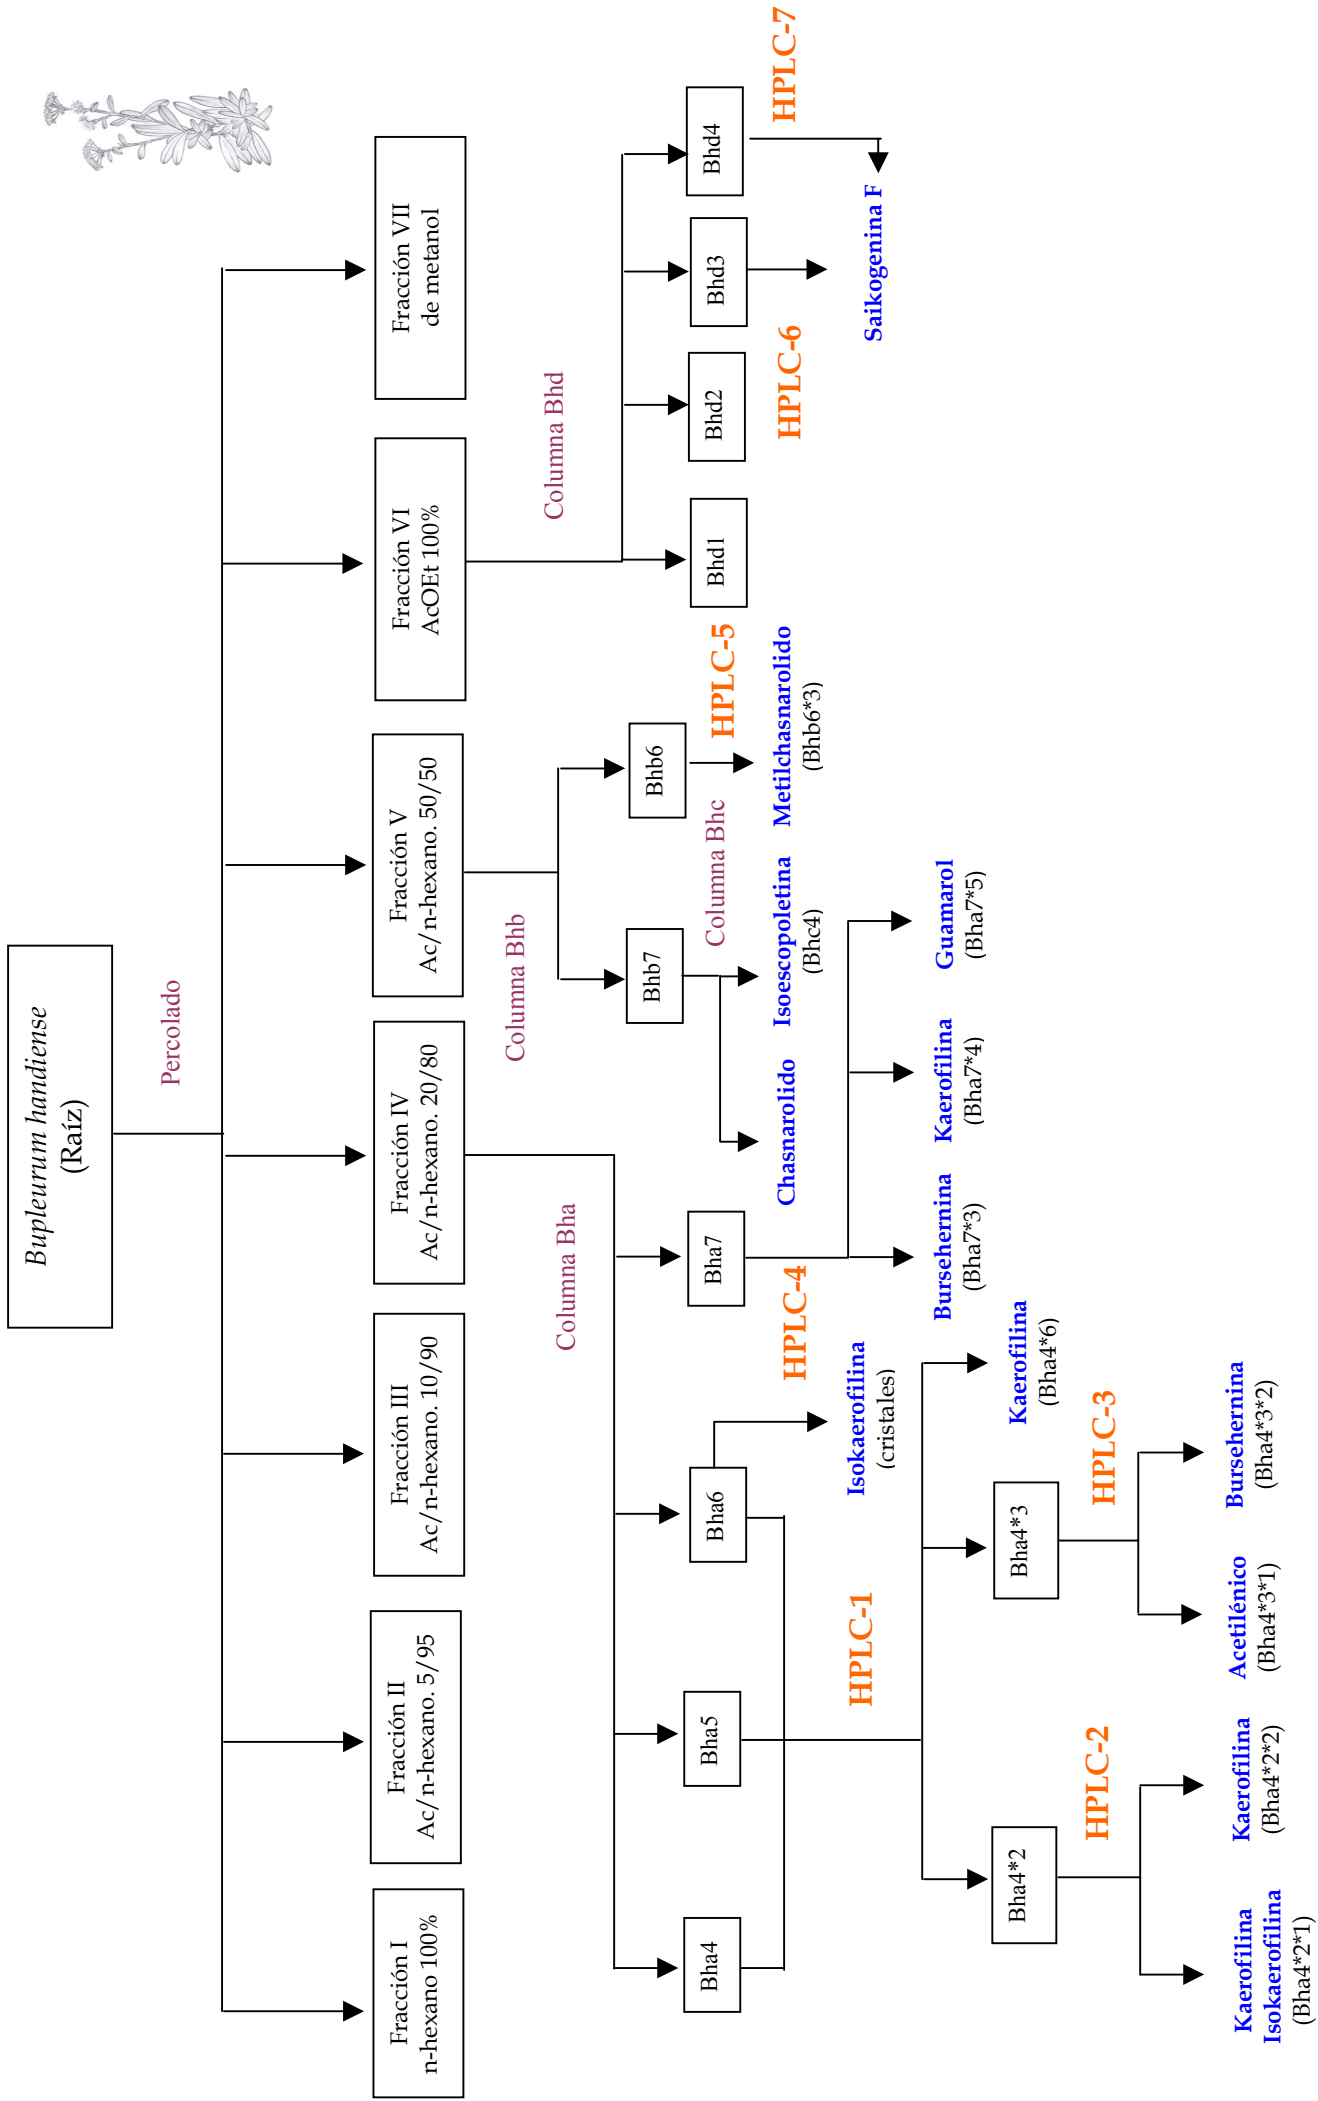 Bupleurum handiense
(Raíz)
Percolado
Fracción I
n-hexano 100%
Fracción II
Ac/n-hexano. 5/95
Fracción III
Ac/n-hexano. 10/90
Fracción IV
Ac/n-hexano. 20/80
Fracción V
Ac/n-hexano. 50/50
Fracción VI
AcOEt 100%
Fracción VII
de metanol
Columna Bha
Columna Bhb
Columna Bhd
Bha4
Bha5
Bha6
Bha7
Bhb7
Bhb6
Bhd1
Bhd2
Bhd3
Bhd4
Columna Bhc
HPLC-5
HPLC-6
HPLC-7
HPLC-4
Chasnarolido
Isoescopoletina
(Bhc4)
Metilchasnarolido
(Bhb6*3)
Saikogenina F
HPLC-1
Isokaerofilina
(cristales)
Bursehernina
(Bha7*3)
Kaerofilina
(Bha7*4)
Guamarol
(Bha7*5)
Bha4*2
Bha4*3
Kaerofilina
(Bha4*6)
HPLC-2
HPLC-3
Kaerofilina
Isokaerofilina
(Bha4*2*1)
Kaerofilina
(Bha4*2*2)
Acetilénico
(Bha4*3*1)
Bursehernina
(Bha4*3*2)